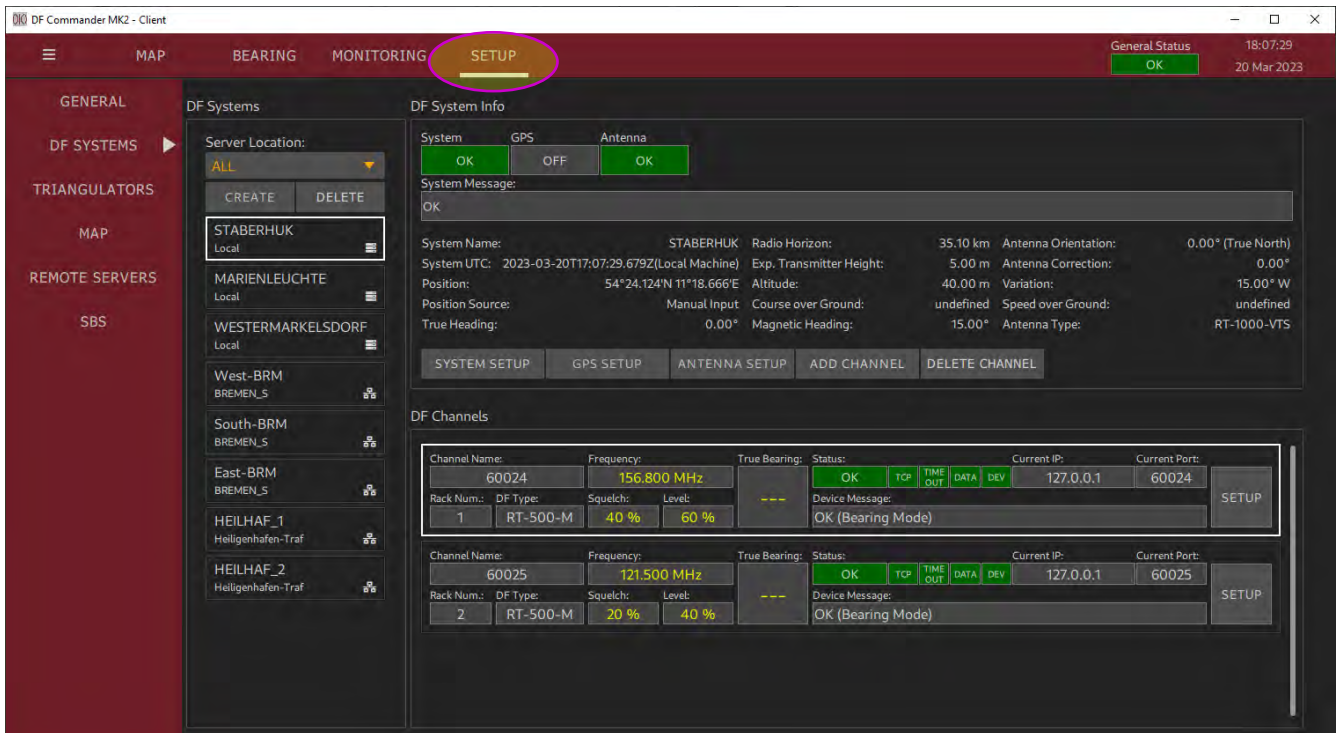 DF Commander MK2 - Client
MAP BEARING MONITORING SETUP
General Status
OK
18:07:29
20 Mar 2023
GENERAL
DF SYSTEMS
TRIANGULATORS
MAP
REMOTE SERVERS
SBS
DF Systems
Server Location:
ALL
CREATE DELETE
STABERHUK
Local
MARIENLEUCHTE
Local
WESTERMARKELSDORF
Local
West-BRM
BREMEN_S
South-BRM
BREMEN_S
East-BRM
BREMEN_S
HEILHAF_1
Heiligenhafen-Traf
HEILHAF_2
Heiligenhafen-Traf
DF System Info
System GPS Antenna
OK OFF OK
System Message:
OK
System Name: STABERHUK Radio Horizon: 35.10 km Antenna Orientation: 0.00° (True North)
System UTC: 2023-03-20T17:07:29.679Z(Local Machine) Exp. Transmitter Height: 5.00 m Antenna Correction: 0.00°
Position: 54°24.124'N 11°18.666'E Altitude: 40.00 m Variation: 15.00° W
Position Source: Manual Input Course over Ground: undefined Speed over Ground: undefined
True Heading: 0.00° Magnetic Heading: 15.00° Antenna Type: RT-1000-VTS
SYSTEM SETUP GPS SETUP ANTENNA SETUP ADD CHANNEL DELETE CHANNEL
DF Channels
Channel Name: Frequency: True Bearing: Status: Current IP: Current Port:
60024 156.800 MHz --- OK TCP TIME OUT DATA DEV 127.0.0.1 60024 SETUP
Rack Num.: DF Type: Squelch: Level: Device Message:
1 RT-500-M 40 % 60 % OK (Bearing Mode)
Channel Name: Frequency: True Bearing: Status: Current IP: Current Port:
60025 121.500 MHz --- OK TCP TIME OUT DATA DEV 127.0.0.1 60025 SETUP
Rack Num.: DF Type: Squelch: Level: Device Message:
2 RT-500-M 20 % 40 % OK (Bearing Mode)